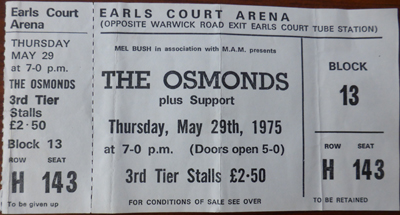 Earls Court
Arena
THURSDAY
MAY 29
at 7-0 p.m.
THE OSMONDS
3rd Tier
Stalls
£2·50
Block 13
ROW SEAT
H 143
To be given up
EARLS COURT ARENA
(OPPOSITE WARWICK ROAD EXIT EARLS COURT TUBE STATION)
MEL BUSH in association with M.A.M. presents
THE OSMONDS
plus Support
Thursday, May 29th, 1975
at 7-0 p.m. (Doors open 5-0)
3rd Tier Stalls £2·50
FOR CONDITIONS OF SALE SEE OVER
BLOCK
13
ROW SEAT
H 143
TO BE RETAINED